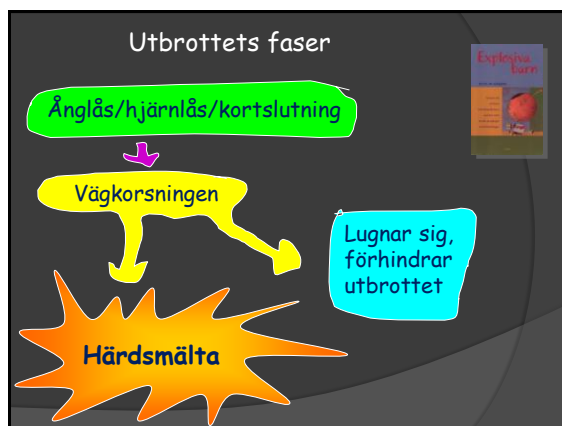 Utbrottets faser
Explosiva
barn
Ånglås/hjärnlås/kortslutning
Vägkorsningen
Lugnar sig,
förhindrar
utbrottet
Härdsmälta